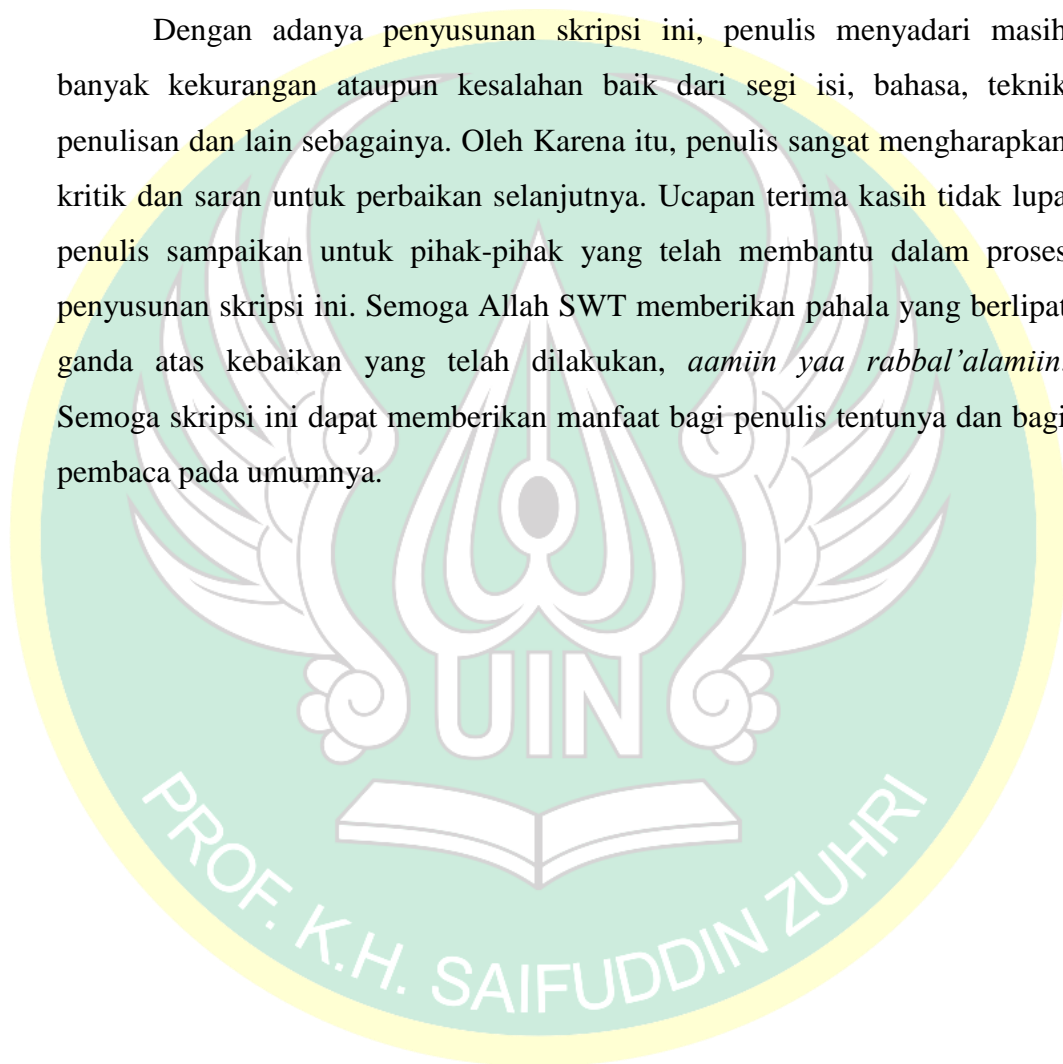 Dengan adanya penyusunan skripsi ini, penulis menyadari masih
banyak kekurangan ataupun kesalahan baik dari segi isi, bahasa, teknik
penulisan dan lain sebagainya. Oleh Karena itu, penulis sangat mengharapkan
kritik dan saran untuk perbaikan selanjutnya. Ucapan terima kasih tidak lupa
penulis sampaikan untuk pihak-pihak yang telah membantu dalam proses
penyusunan skripsi ini. Semoga Allah SWT memberikan pahala yang berlipat
ganda atas kebaikan yang telah dilakukan, aamiin yaa rabbal’alamiin.
Semoga skripsi ini dapat memberikan manfaat bagi penulis tentunya dan bagi
pembaca pada umumnya.
UIN
PROF. K.H. SAIFUDDIN ZUHRI